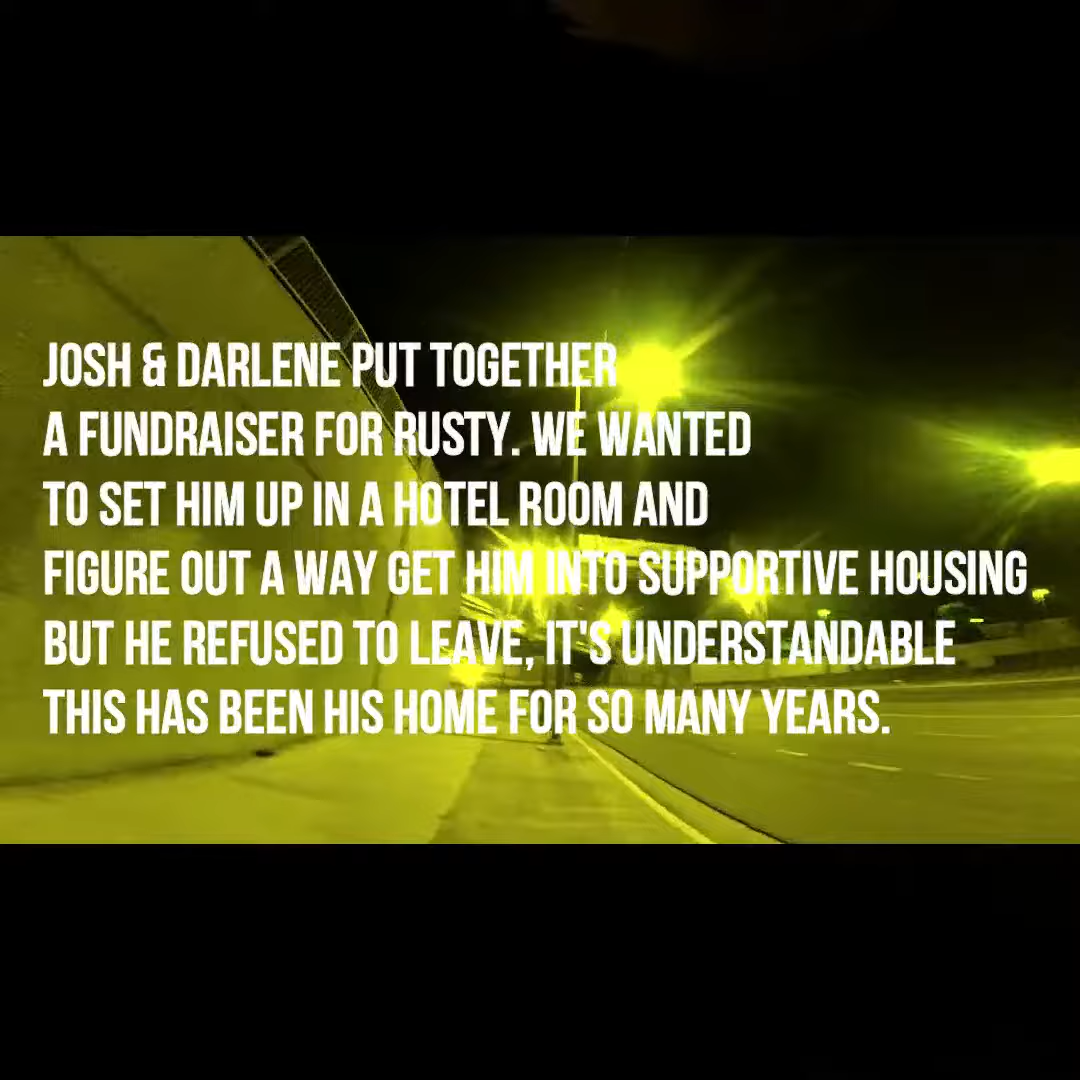 JOSH & DARLENE PUT TOGETHER
A FUNDRAISER FOR RUSTY. WE WANTED
TO SET HIM UP IN A HOTEL ROOM AND
FIGURE OUT A WAY GET HIM INTO SUPPORTIVE HOUSING
BUT HE REFUSED TO LEAVE, IT'S UNDERSTANDABLE
THIS HAS BEEN HIS HOME FOR SO MANY YEARS.